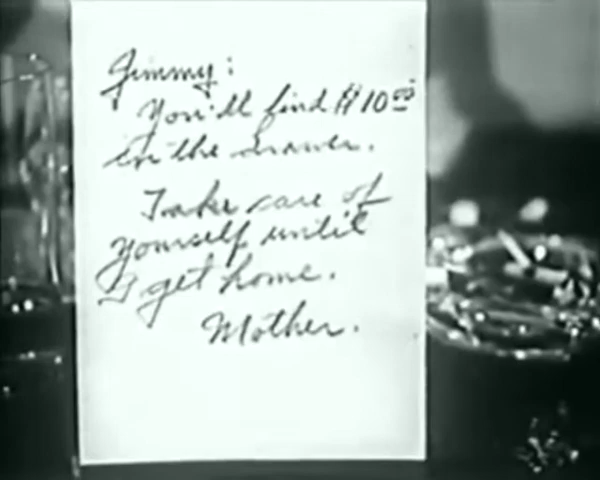 Jimmy:
You'll find $10 00
in the drawer.
Take care of
yourself until
I get home.
Mother.